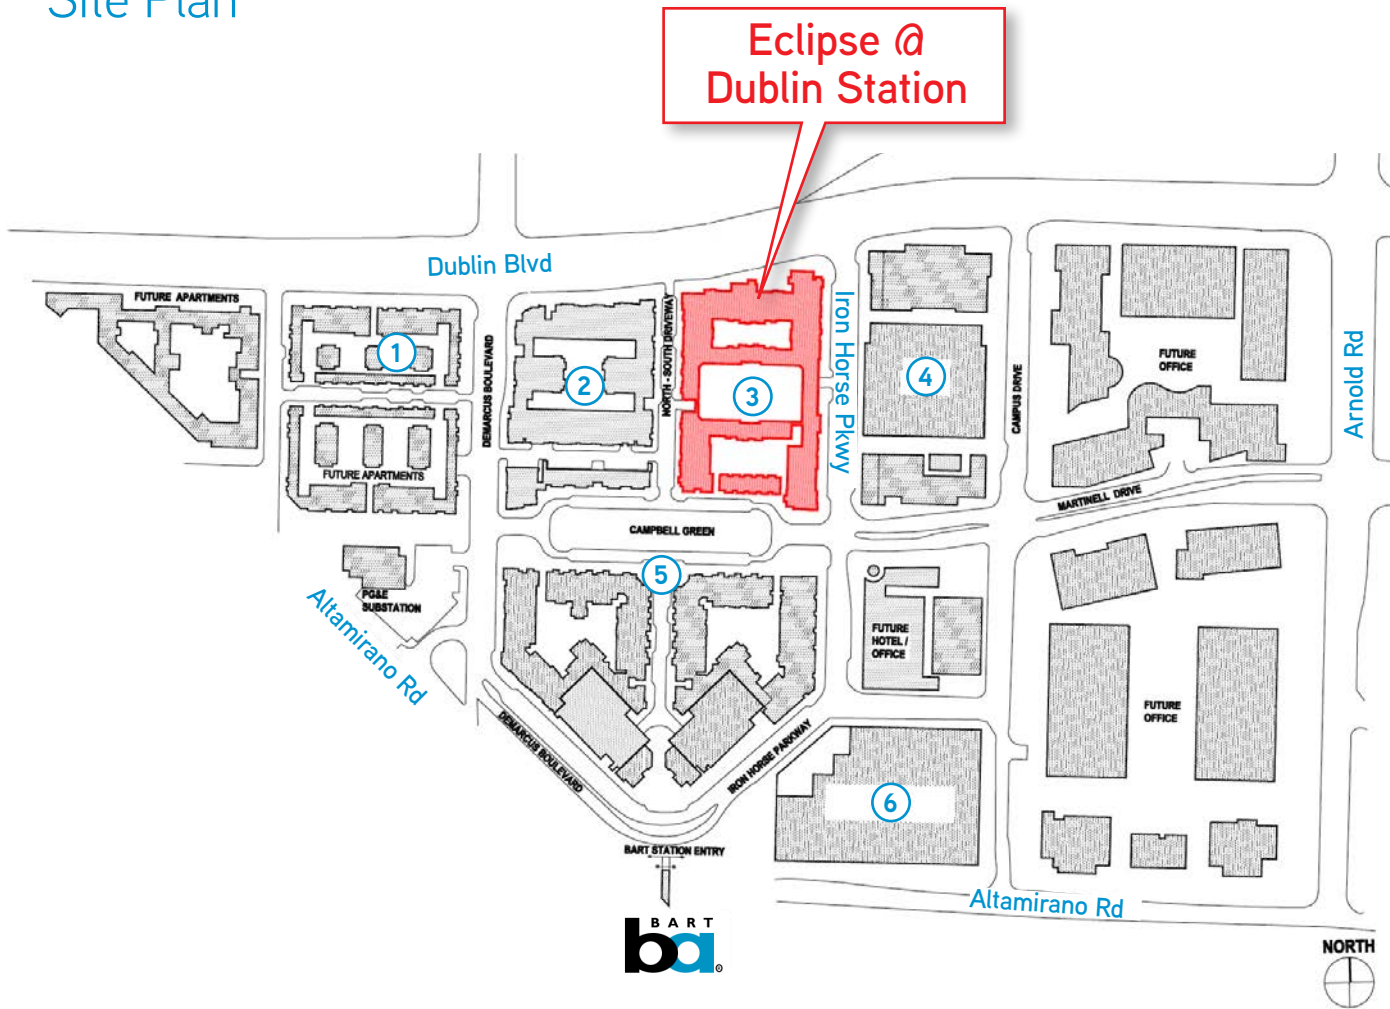 Site Plan
Eclipse @
Dublin Station
Dublin Blvd
FUTURE APARTMENTS
1
DEMARCUS BOULEVARD
2
NORTH - SOUTH DRIVEWAY
3
Iron Horse Pkwy
4
CAMPUS DRIVE
FUTURE
OFFICE
Arnold Rd
FUTURE APARTMENTS
MARTINELL DRIVE
CAMPBELL GREEN
5
PG&E
SUBSTATION
Altamirano Rd
FUTURE
HOTEL /
OFFICE
FUTURE
OFFICE
DEMARCUS BOULEVARD
IRON HORSE PARKWAY
6
BART STATION ENTRY
Altamirano Rd
BART
ba
NORTH